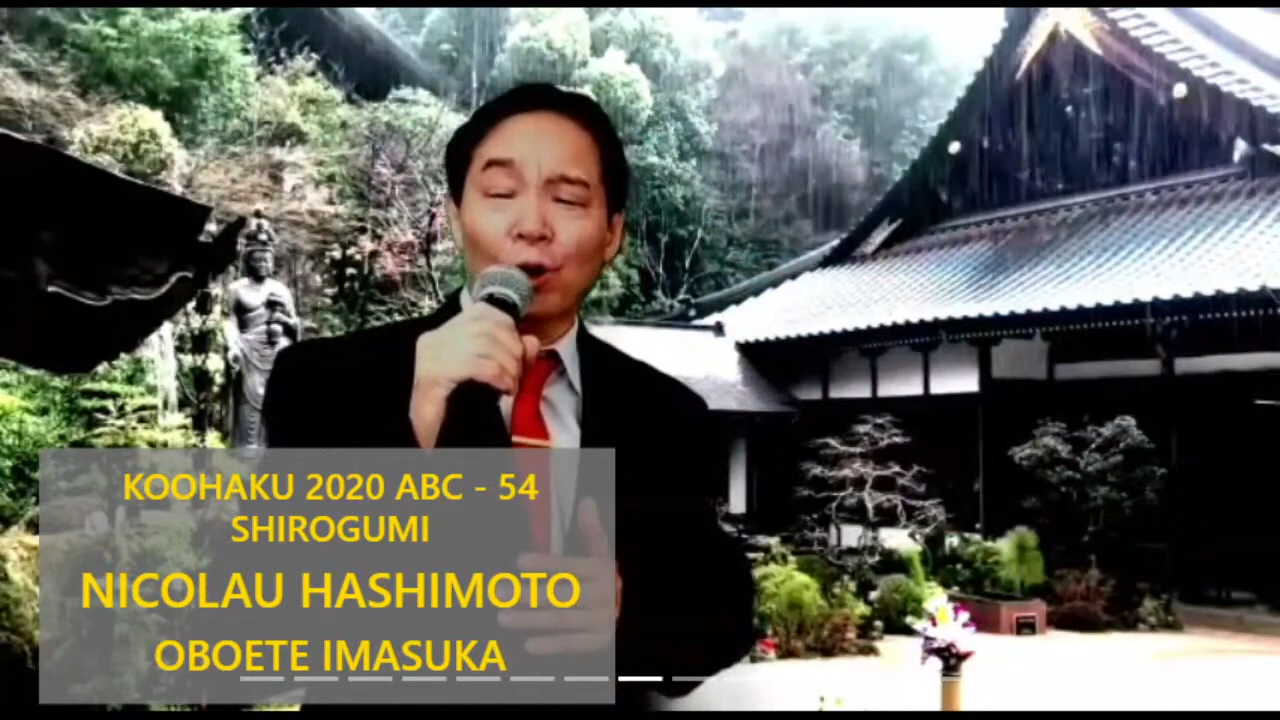 KOOHAKU 2020 ABC - 54
SHIROGUMI
NICOLAU HASHIMOTO
OBOETE IMASUKA